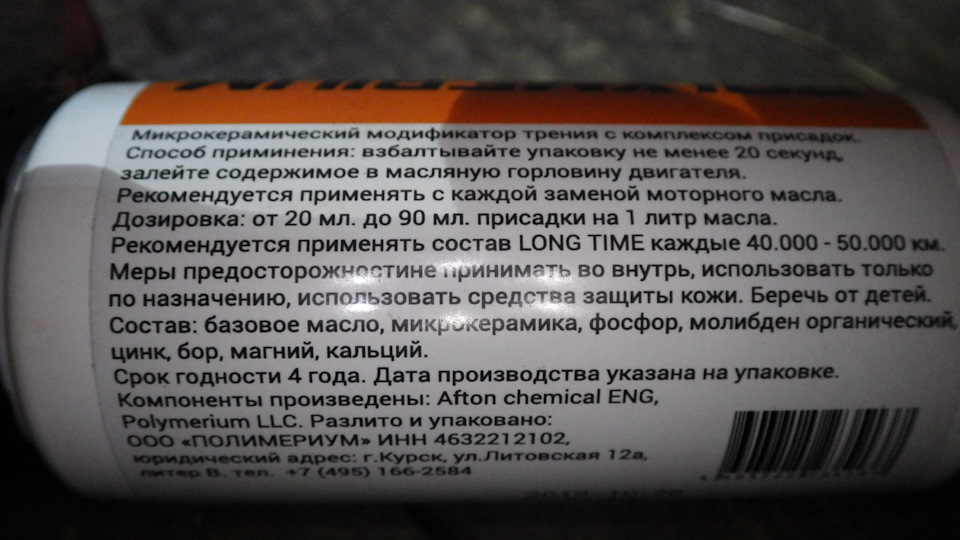 Микрокерамический модификатор трения с комплексом присадок.
Способ приминения: взбалтывайте упаковку не менее 20 секунд,
залейте содержимое в масляную горловину двигателя.
Рекомендуется применять с каждой заменой моторного масла.
Дозировка: от 20 мл. до 90 мл. присадки на 1 литр масла.
Рекомендуется применять состав LONG TIME каждые 40.000 - 50.000 км.
Меры предосторожностине принимать во внутрь, использовать только
по назначению, использовать средства защиты кожи. Беречь от детей.
Состав: базовое масло, микрокерамика, фосфор, молибден органический,
цинк, бор, магний, кальций.
Срок годности 4 года. Дата производства указана на упаковке.
Компоненты произведены: Afton chemical ENG,
Polymerium LLC. Разлито и упаковано:
ООО «ПОЛИМЕРИУМ» ИНН 4632212102,
юридический адрес: г.Курск, ул.Литовская 12а,
литер В. тел. +7 (495) 166-2584